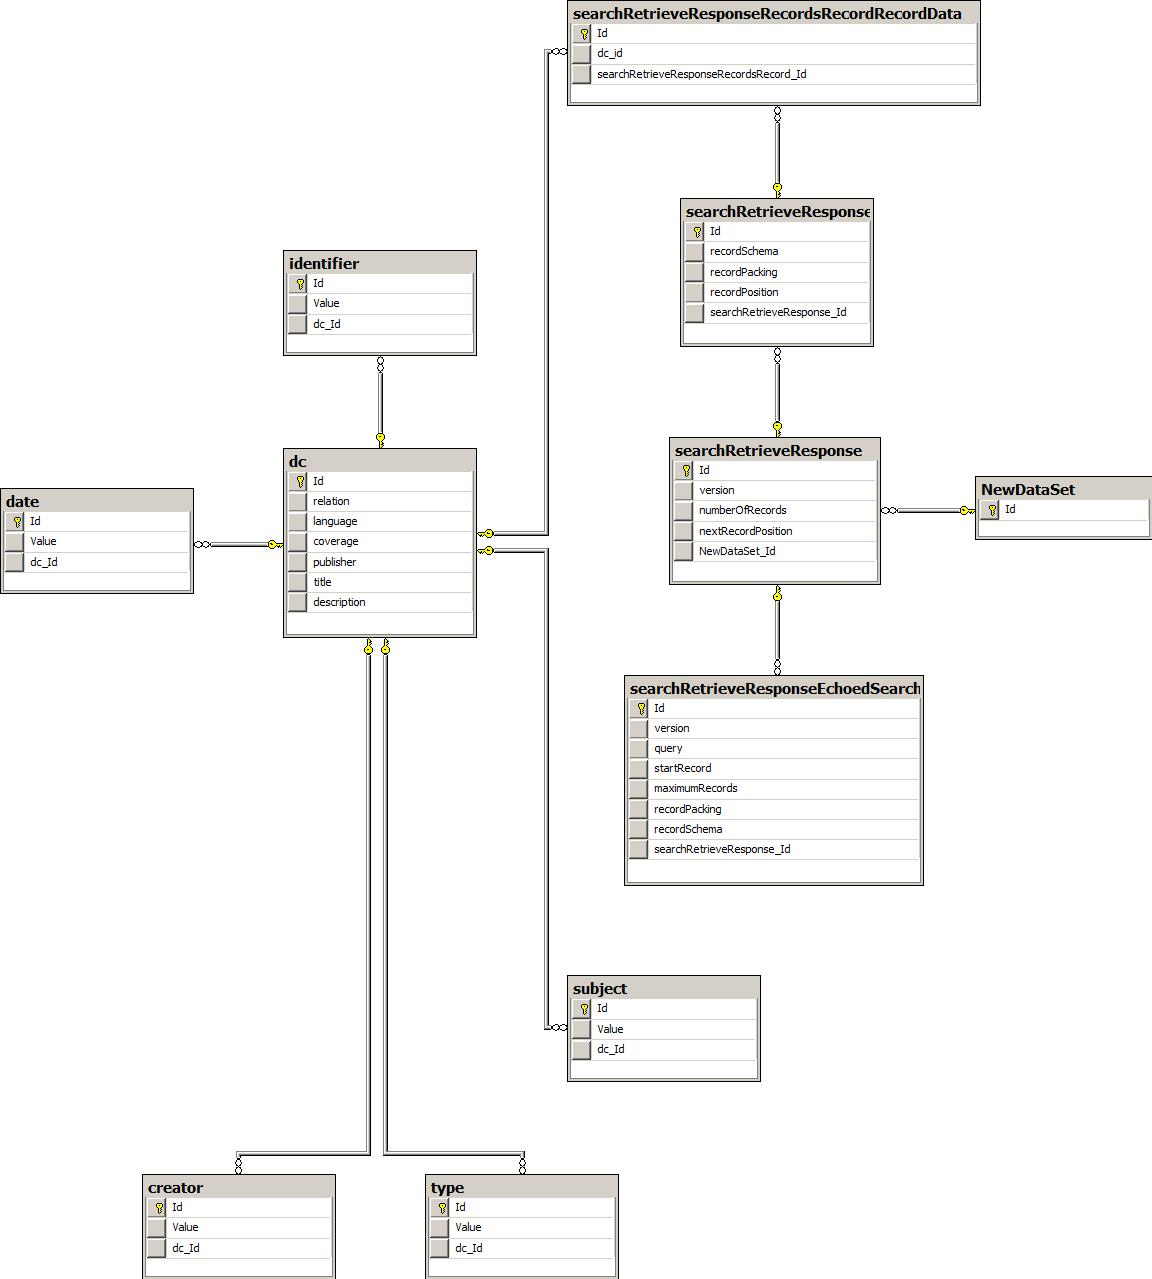 searchRetrieveResponseRecordsRecordRecordData
Id
dc_id
searchRetrieveResponseRecordsRecord_Id
searchRetrieveResponse
Id
recordSchema
recordPacking
recordPosition
searchRetrieveResponse_Id
identifier
Id
Value
dc_Id
searchRetrieveResponse
Id
version
numberOfRecords
nextRecordPosition
NewDataSet_Id
NewDataSet
Id
dc
Id
relation
language
coverage
publisher
title
description
date
Id
Value
dc_Id
searchRetrieveResponseEchoedSearch
Id
version
query
startRecord
maximumRecords
recordPacking
recordSchema
searchRetrieveResponse_Id
subject
Id
Value
dc_Id
creator
Id
Value
dc_Id
type
Id
Value
dc_Id